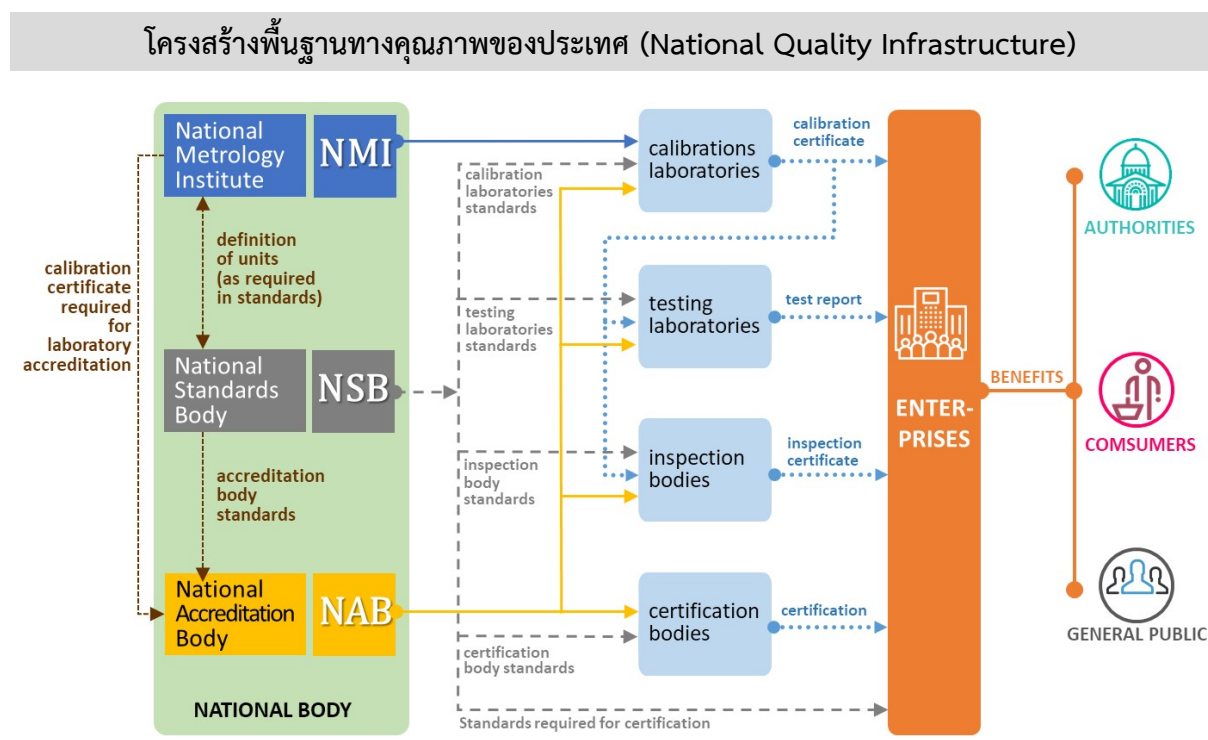 โครงสร้างพื้นฐานทางคุณภาพของประเทศ (National Quality Infrastructure)
National
Metrology
Institute
NMI
definition
of units
(as required
in standards)
calibration
certificate
required
for
laboratory
accreditation
National
Standards
Body
NSB
accreditation
body
standards
National
Accreditation
Body
NAB
NATIONAL BODY
calibration
laboratories
standards
testing
laboratories
standards
inspection
body
standards
certification
body standards
Standards required for certification
calibrations
laboratories
testing
laboratories
inspection
bodies
certification
bodies
calibration
certificate
test report
inspection
certificate
certification
ENTER-
PRISES
BENEFITS
AUTHORITIES
COMSUMERS
GENERAL PUBLIC